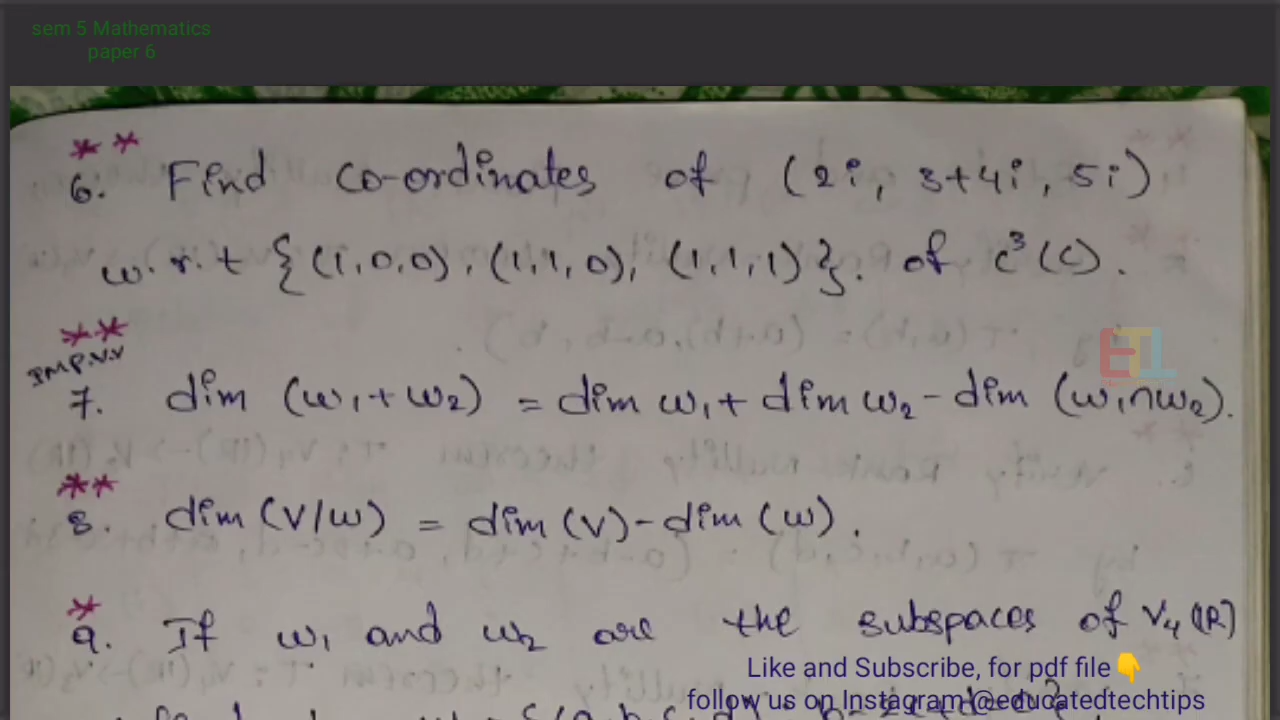 sem 5 Mathematics
paper 6
6. Find co-ordinates of (2i, 3+4i, 5i)
w.r.t {(1,0,0), (1,1,0), (1,1,1)}. of C³(C).
IMP.V.V
7. dim (w₁+w₂) = dim w₁ + dim w₂ - dim (w₁∩w₂).
8. dim (V/w) = dim (V) - dim (w).
9. If w₁ and w₂ are the subspaces of V₄(R)
ETL
Like and Subscribe, for pdf file👇
follow us on Instagram @educatedtechtips